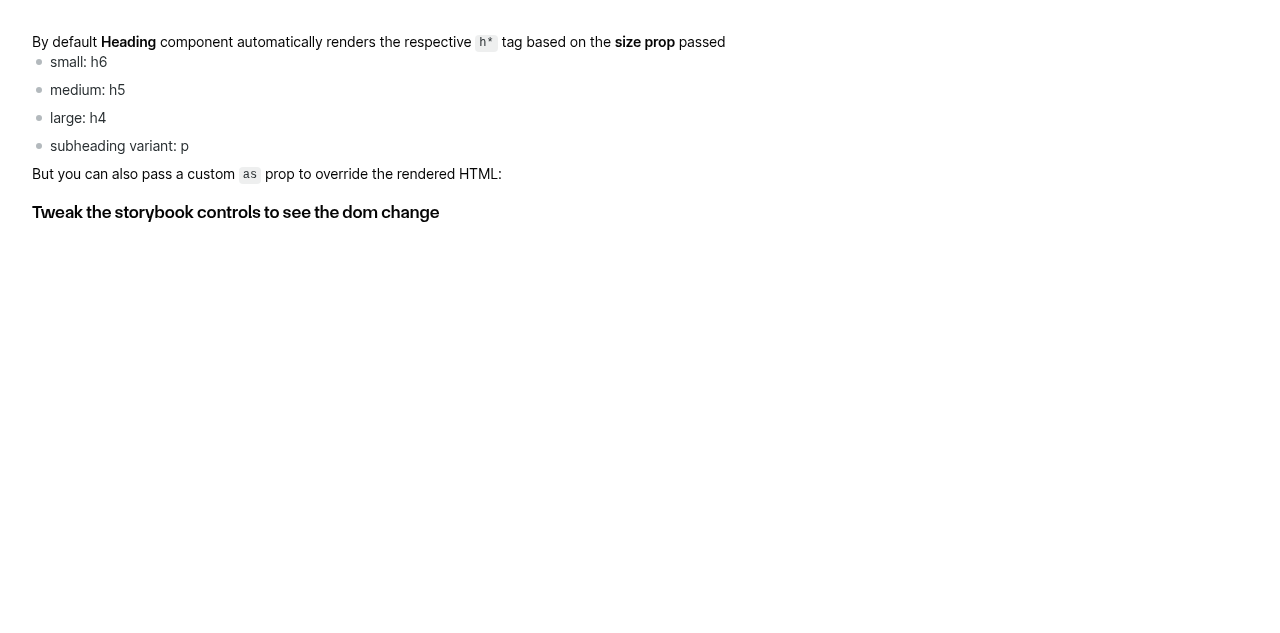 By default Heading component automatically renders the respective h* tag based on the size prop passed
small: h6
medium: h5
large: h4
subheading variant: p
But you can also pass a custom as prop to override the rendered HTML:
Tweak the storybook controls to see the dom change